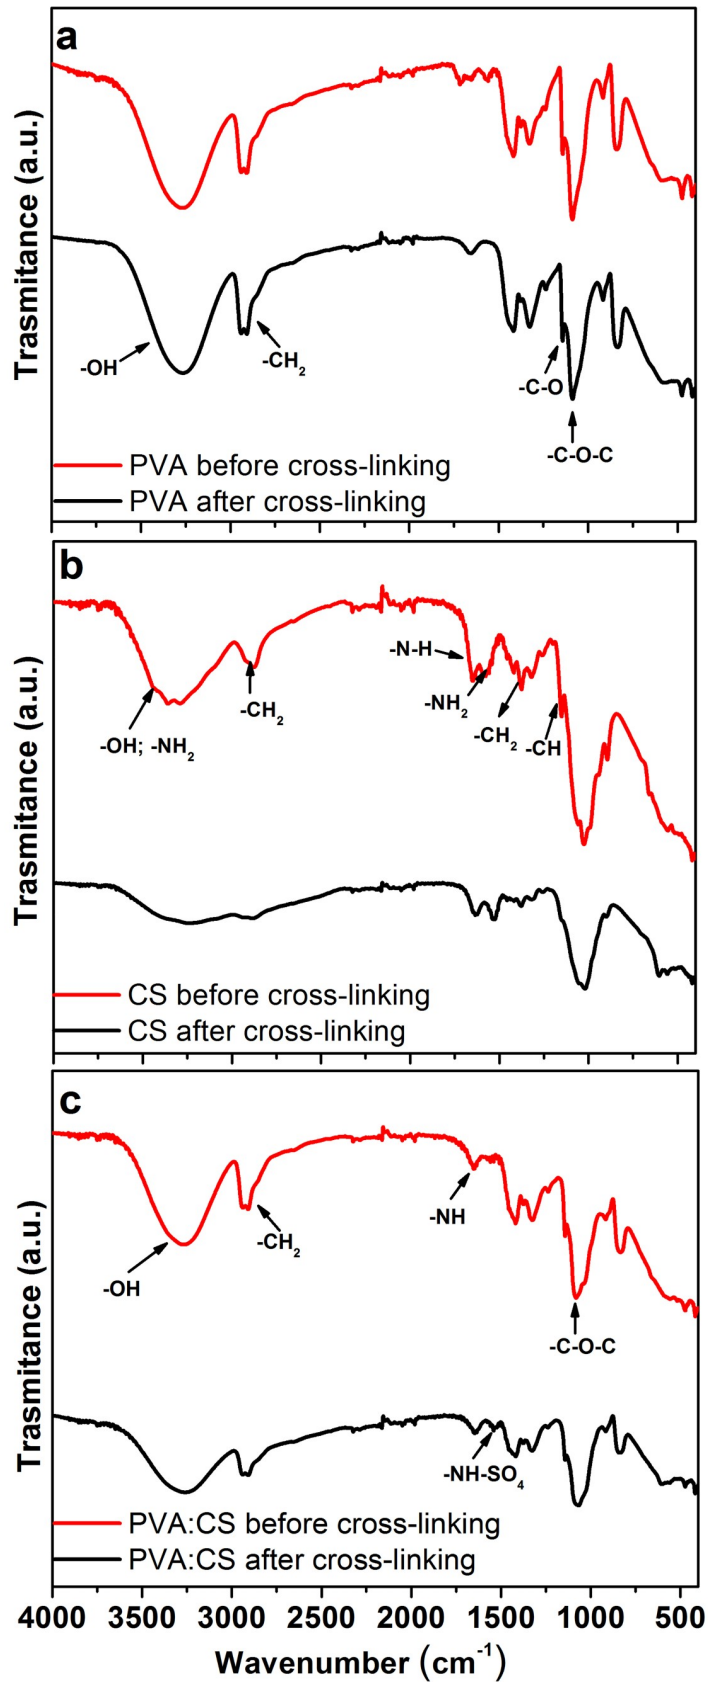 a
Trasmitance (a.u.)
-OH
-CH2
-C-O
-C-O-C
PVA before cross-linking
PVA after cross-linking
b
Trasmitance (a.u.)
-OH; -NH2
-CH2
-N-H
-NH2
-CH2
-CH
CS before cross-linking
CS after cross-linking
c
Trasmitance (a.u.)
-OH
-CH2
-NH
-C-O-C
-NH-SO4
PVA:CS before cross-linking
PVA:CS after cross-linking
4000 3500 3000 2500 2000 1500 1000 500
Wavenumber (cm-1)